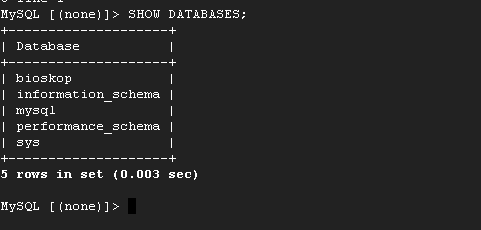 MySQL [(none)]> SHOW DATABASES;
+--------------------+
| Database           |
+--------------------+
| bioskop            |
| information_schema |
| mysql              |
| performance_schema |
| sys                |
+--------------------+
5 rows in set (0.003 sec)
MySQL [(none)]>